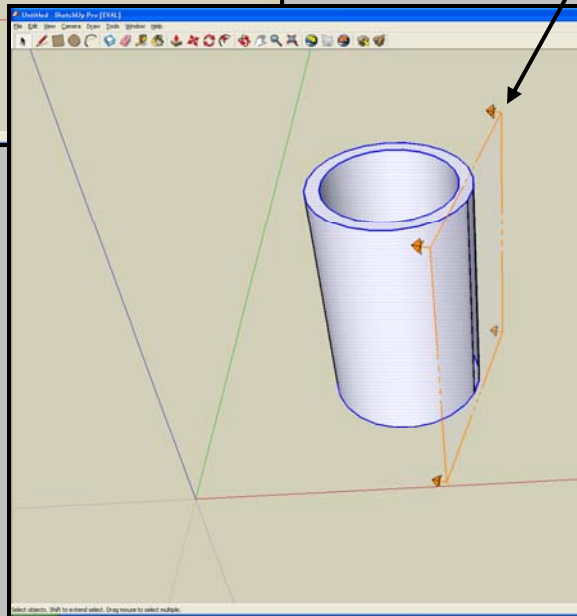 Untitled - SketchUp Pro [EVAL]
File Edit View Camera Draw Tools Window Help
Select objects. Shift to extend select. Drag mouse to select multiple.